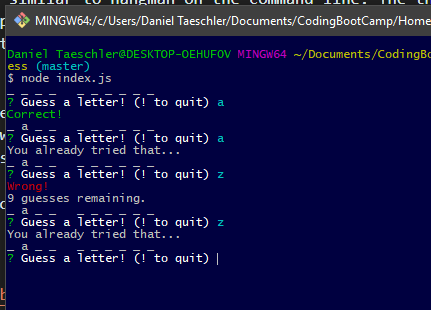 similar to hangman on the command line. The
MINGW64:/c/Users/Daniel Taeschler/Documents/CodingBootCamp/Home
Daniel Taeschler@DESKTOP-OEHUFOV MINGW64 ~/Documents/CodingBo
ess (master)
$ node index.js
_ _ _ _   _ _ _ _ _ _
? Guess a letter! (! to quit) a
Correct!
_ a _ _   _ _ _ _ _ _
? Guess a letter! (! to quit) a
You already tried that...
_ a _ _   _ _ _ _ _ _
? Guess a letter! (! to quit) z
Wrong!
9 guesses remaining.
_ a _ _   _ _ _ _ _ _
? Guess a letter! (! to quit) z
You already tried that...
_ a _ _   _ _ _ _ _ _
? Guess a letter! (! to quit)